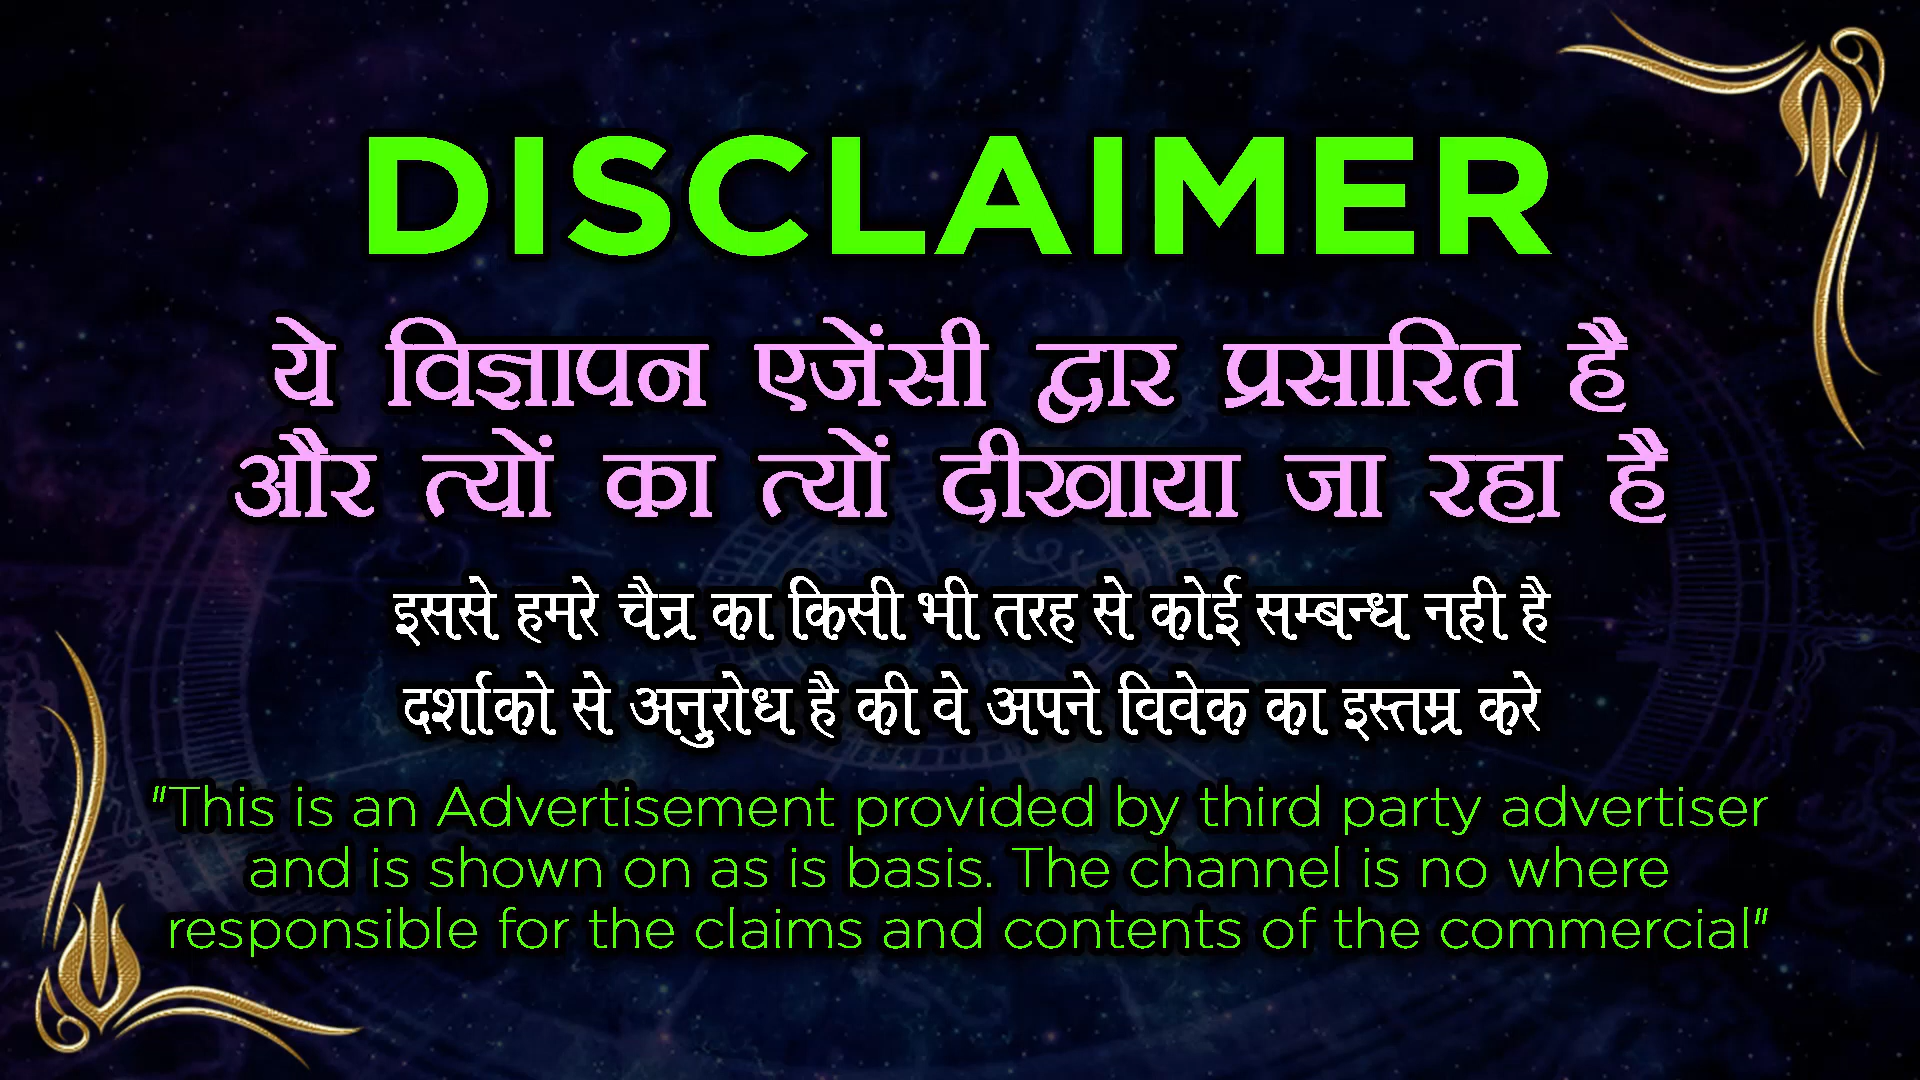 DISCLAIMER
ये विज्ञापन एजेंसी द्वार प्रसारित है
और त्यों का त्यों दीखाया जा रहा है
इससे हमरे चैन्र का किसी भी तरह से कोई सम्बन्ध नही है
दर्शाको से अनुरोध है की वे अपने विवेक का इस्तम्र करे
"This is an Advertisement provided by third party advertiser
and is shown on as is basis. The channel is no where
responsible for the claims and contents of the commercial"